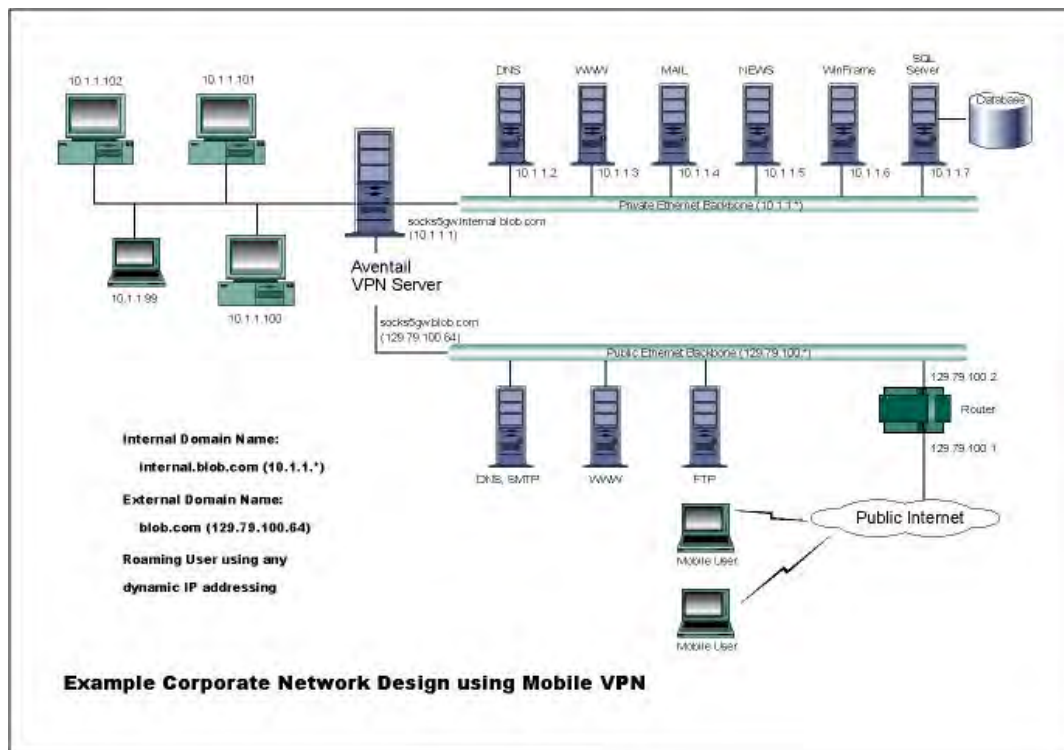 10.1.1.102
10.1.1.101
DNS
WWW
MAIL
NEWS
WinFrame
SQL
Server
Database
10.1.1.2
10.1.1.3
10.1.1.4
10.1.1.5
10.1.1.6
10.1.1.7
Private Ethernet Backbone (10.1.1.*)
socks5gw.internal.blob.com
(10.1.1.1)
10.1.1.99
10.1.1.100
Aventail
VPN Server
socks5gw.blob.com
(129.79.100.64)
Public Ethernet Backbone (129.79.100.*)
129.79.100.2
Router
129.79.100.1
DNS, SMTP
WWW
FTP
Public Internet
Mobile User
Mobile User
Internal Domain Name:
internal.blob.com (10.1.1.*)
External Domain Name:
blob.com (129.79.100.64)
Roaming User using any
dynamic IP addressing
Example Corporate Network Design using Mobile VPN